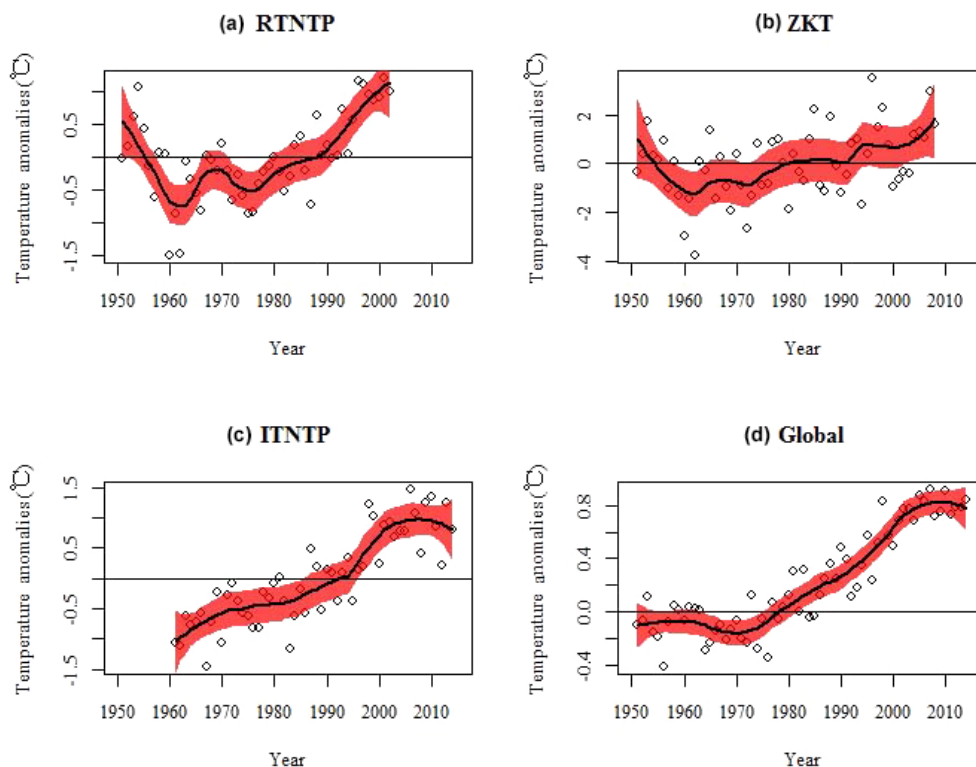 (a) RTNTP
Temperature anomalies(℃)
0.5
-0.5
-1.5
1950 1960 1970 1980 1990 2000 2010
Year
(b) ZKT
Temperature anomalies(℃)
2
0
-2
-4
1950 1960 1970 1980 1990 2000 2010
Year
(c) ITNTP
Temperature anomalies(℃)
1.5
0.5
-0.5
-1.5
1950 1960 1970 1980 1990 2000 2010
Year
(d) Global
Temperature anomalies(℃)
0.8
0.4
0.0
-0.4
1950 1960 1970 1980 1990 2000 2010
Year